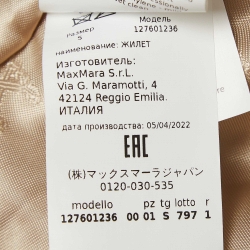 Модель
размер 127601236
S
наименование: ЖИЛЕТ
Изготовитель:
MaxMara S.r.L.
Via G. Maramotti, 4
42124 Reggio Emilia.
ИТАЛИЯ
дата производства: 05/04/2022
EAC
(株)マックスマーラジャパン
0120-030-535
modello pz tg lotto r
127601236 00 01 S 797 1